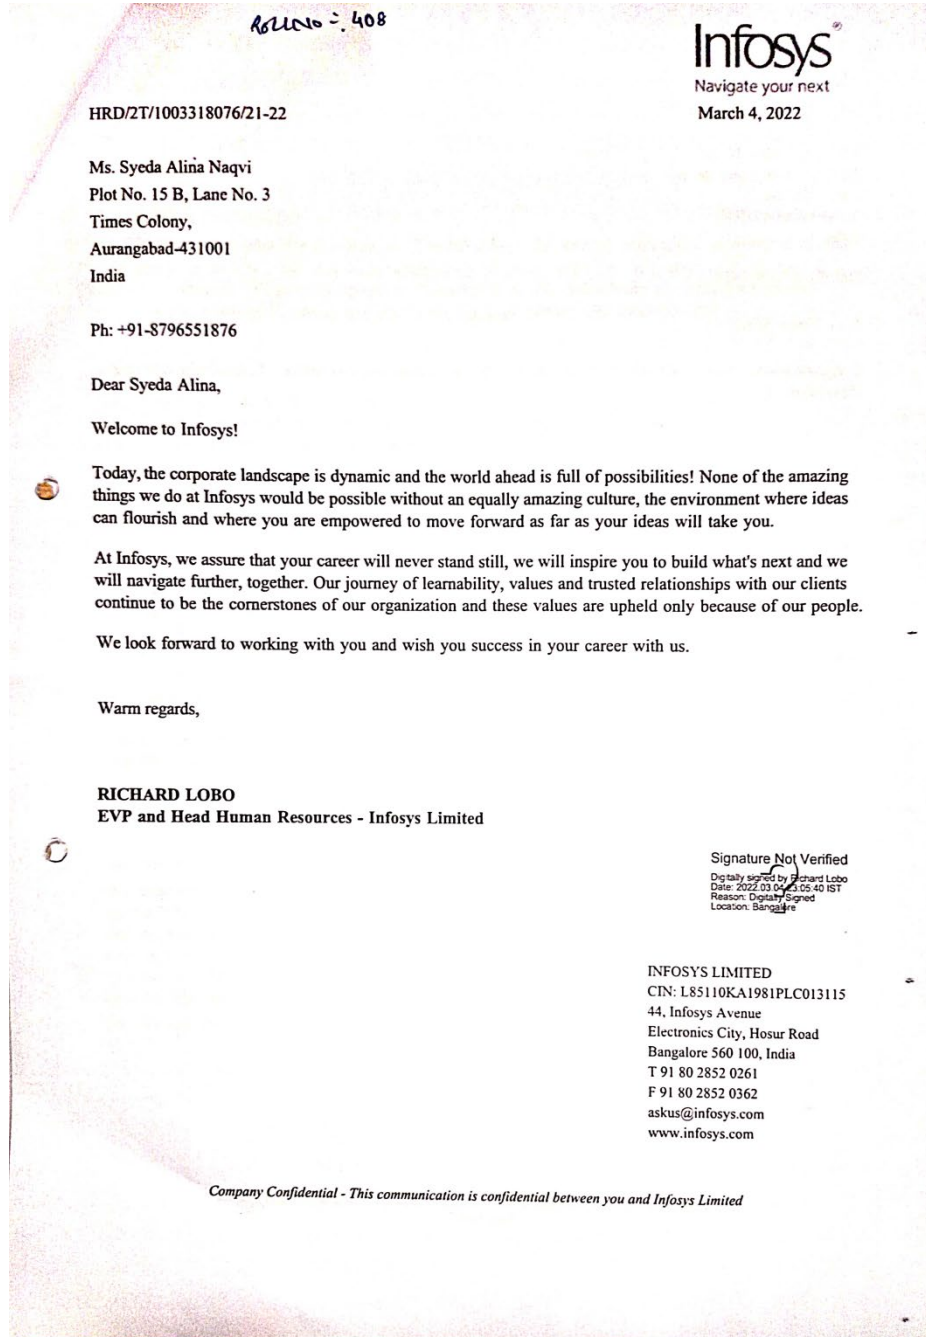 ROLLNO = 408
Infosys®
Navigate your next
HRD/2T/1003318076/21-22
March 4, 2022
Ms. Syeda Alina Naqvi
Plot No. 15 B, Lane No. 3
Times Colony,
Aurangabad-431001
India
Ph: +91-8796551876
Dear Syeda Alina,
Welcome to Infosys!
Today, the corporate landscape is dynamic and the world ahead is full of possibilities! None of the amazing
things we do at Infosys would be possible without an equally amazing culture, the environment where ideas
can flourish and where you are empowered to move forward as far as your ideas will take you.
At Infosys, we assure that your career will never stand still, we will inspire you to build what's next and we
will navigate further, together. Our journey of learnability, values and trusted relationships with our clients
continue to be the cornerstones of our organization and these values are upheld only because of our people.
We look forward to working with you and wish you success in your career with us.
Warm regards,
RICHARD LOBO
EVP and Head Human Resources - Infosys Limited
Signature Not Verified
Digitally signed by Richard Lobo
Date: 2022.03.04 23:05:40 IST
Reason: Digitally Signed
Location: Bangalore
INFOSYS LIMITED
CIN: L85110KA1981PLC013115
44, Infosys Avenue
Electronics City, Hosur Road
Bangalore 560 100, India
T 91 80 2852 0261
F 91 80 2852 0362
askus@infosys.com
www.infosys.com
Company Confidential - This communication is confidential between you and Infosys Limited